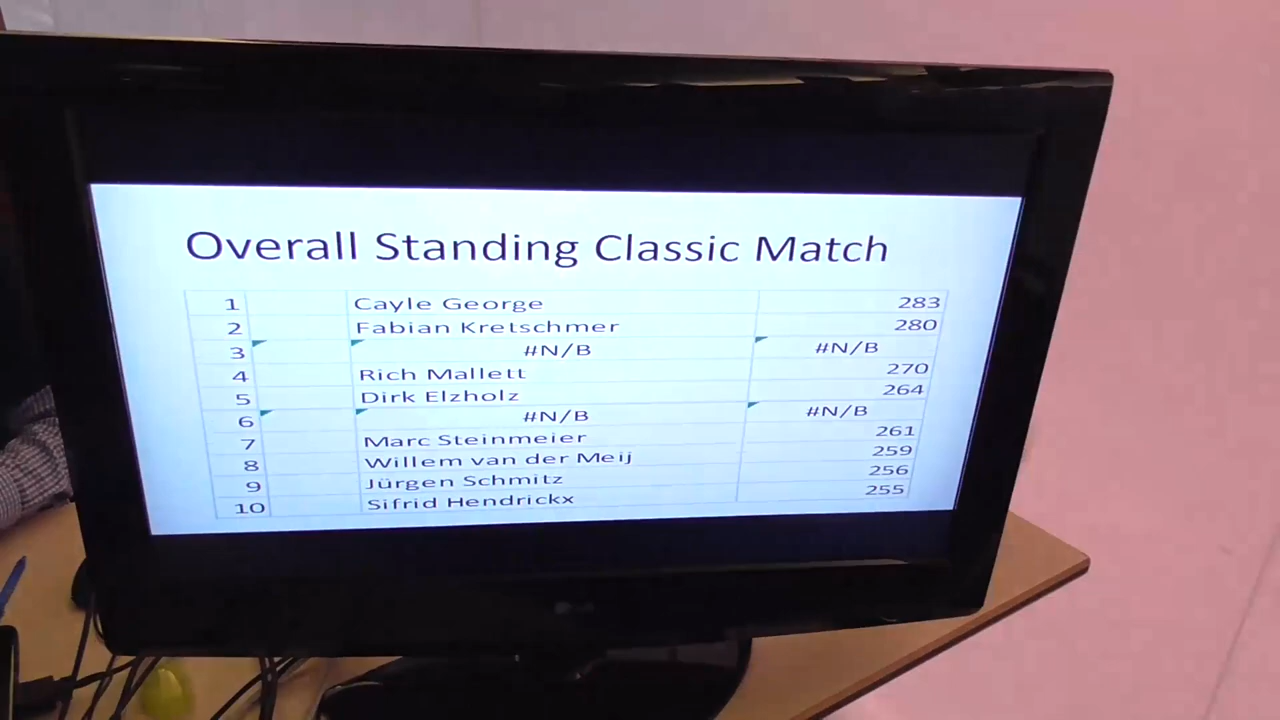 Overall Standing Classic Match
1 Cayle George 283
2 Fabian Kretschmer 280
3 #N/B #N/B
4 Rich Mallett 270
5 Dirk Elzholz 264
6 #N/B #N/B
7 Marc Steinmeier 261
8 Willem van der Meij 259
9 Jürgen Schmitz 256
10 Sifrid Hendrickx 255
LG